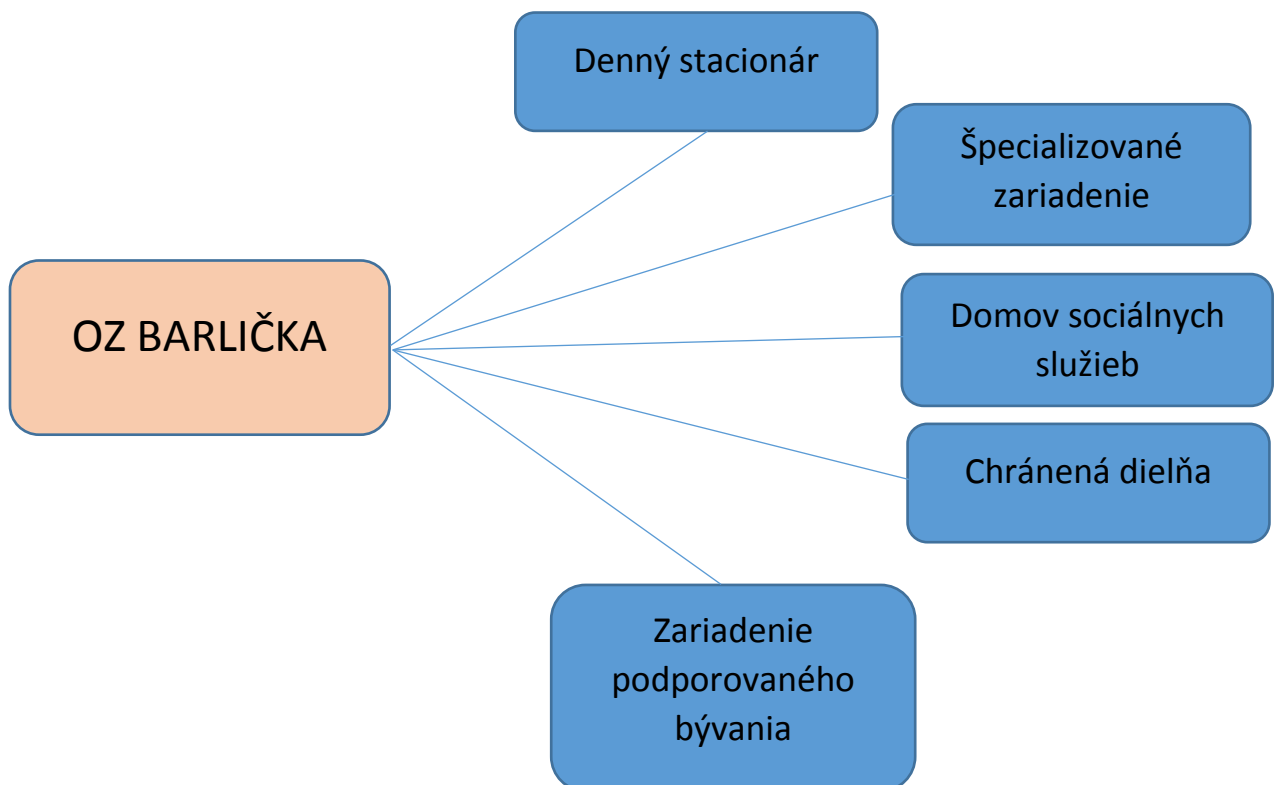 Denný stacionár
Špecializované
zariadenie
OZ BARLIČKA
Domov sociálnych
služieb
Chránená dielňa
Zariadenie
podporovaného
bývania